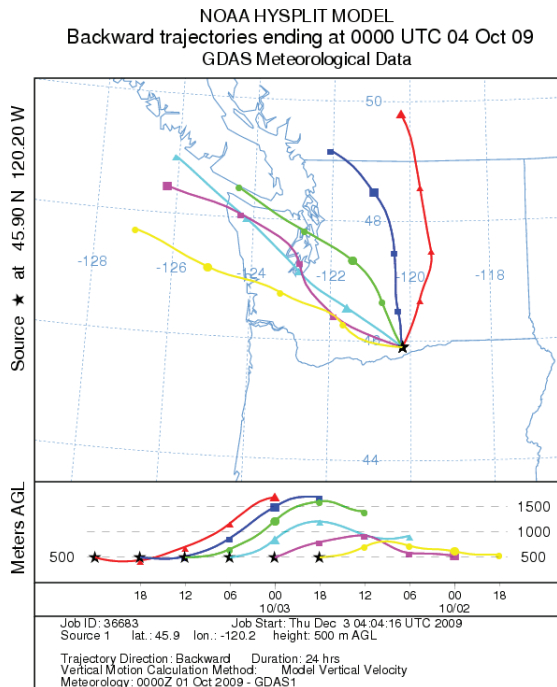 NOAA HYSPLIT MODEL
Backward trajectories ending at 0000 UTC 04 Oct 09
GDAS Meteorological Data
Source ★ at 45.90 N 120.20 W
50
48
-128
-126
-124
-122
-120
-118
46
44
Meters AGL
500
1500
1000
500
18 12 06 00 18 12 06 00 18
10/03 10/02
Job ID: 36683 Job Start: Thu Dec 3 04:04:16 UTC 2009
Source 1 lat.: 45.9 lon.: -120.2 height: 500 m AGL
Trajectory Direction: Backward Duration: 24 hrs
Vertical Motion Calculation Method: Model Vertical Velocity
Meteorology: 0000Z 01 Oct 2009 - GDAS1